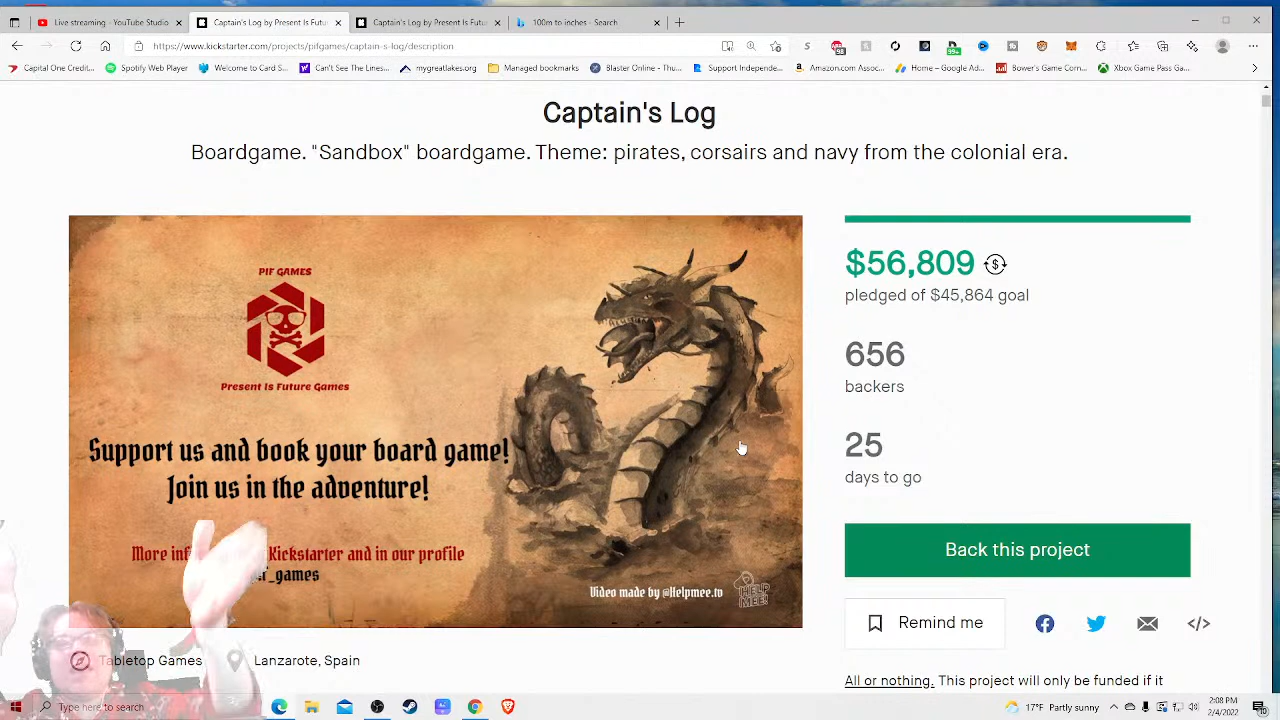 Live streaming - YouTube Studio
Captain's Log by Present Is Futur
Captain's Log by Present Is Futur
100m to inches - Search
https://www.kickstarter.com/projects/pifgames/captain-s-log/description
Capital One Credit...
Spotify Web Player
Welcome to Card S...
Can't See The Lines...
mygreatlakes.org
Managed bookmarks
Blaster Online - Thu...
Support Independe...
Amazon.com Assoc...
Home – Google Ad...
Bower's Game Corn...
Xbox Game Pass Ga...
Captain's Log
Boardgame. "Sandbox" boardgame. Theme: pirates, corsairs and navy from the colonial era.
PIF GAMES
Present Is Future Games
Support us and book your board game!
Join us in the adventure!
More Kickstarter and in our profile
_games
Video made by @Helpmee.tv
HELP MEE!
$56,809
pledged of $45,864 goal
656
backers
25
days to go
Back this project
Remind me
Tabletop Games
Lanzarote, Spain
All or nothing. This project will only be funded if it
Type here to search
17°F Partly sunny
2:08 PM
2/4/2022